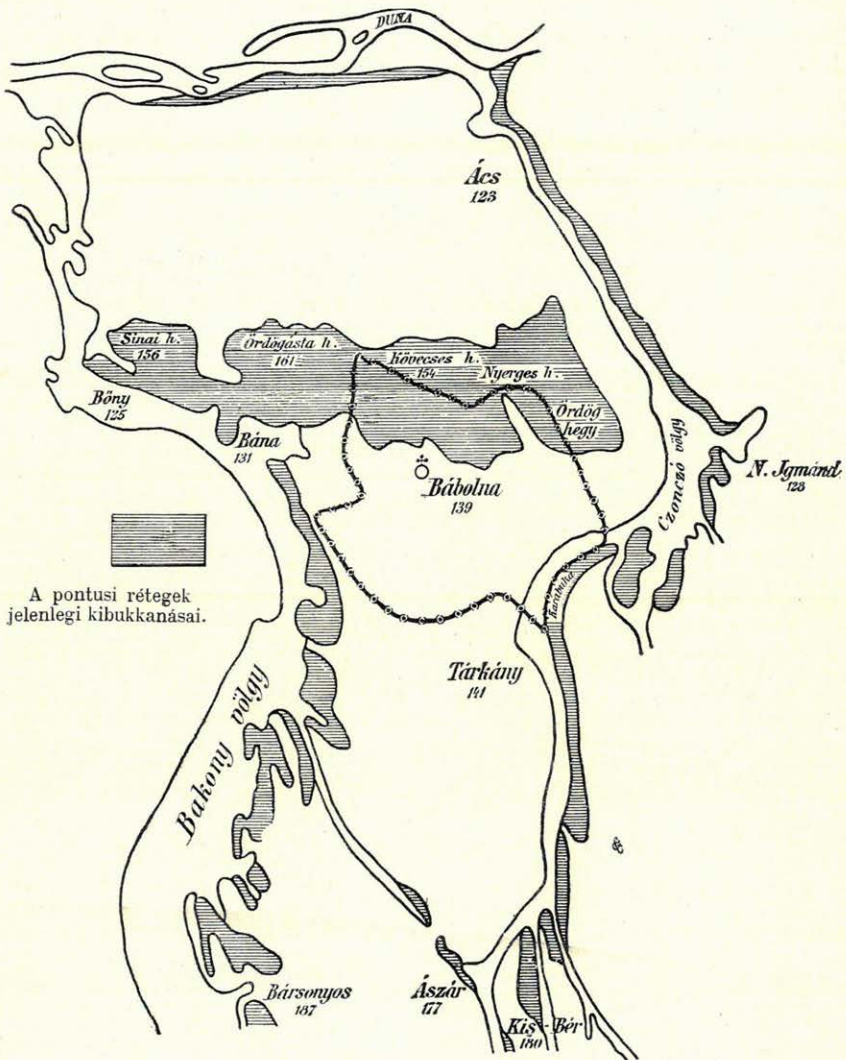 DUNA
Ács
123
Sinai h.
156
Ördögásta h.
161
Kövecses h.
154
Nyerges h.
Ördög
hegy
Bőny
125
Bána
131
Bábolna
139
Czonczó völgy
N. Igmánd
128
A pontusi rétegek
jelenlegi kibukkanásai.
Karabuka
Tárkány
141
Bakony völgy
Bársonyos
187
Ászár
177
Kis-Bér
180